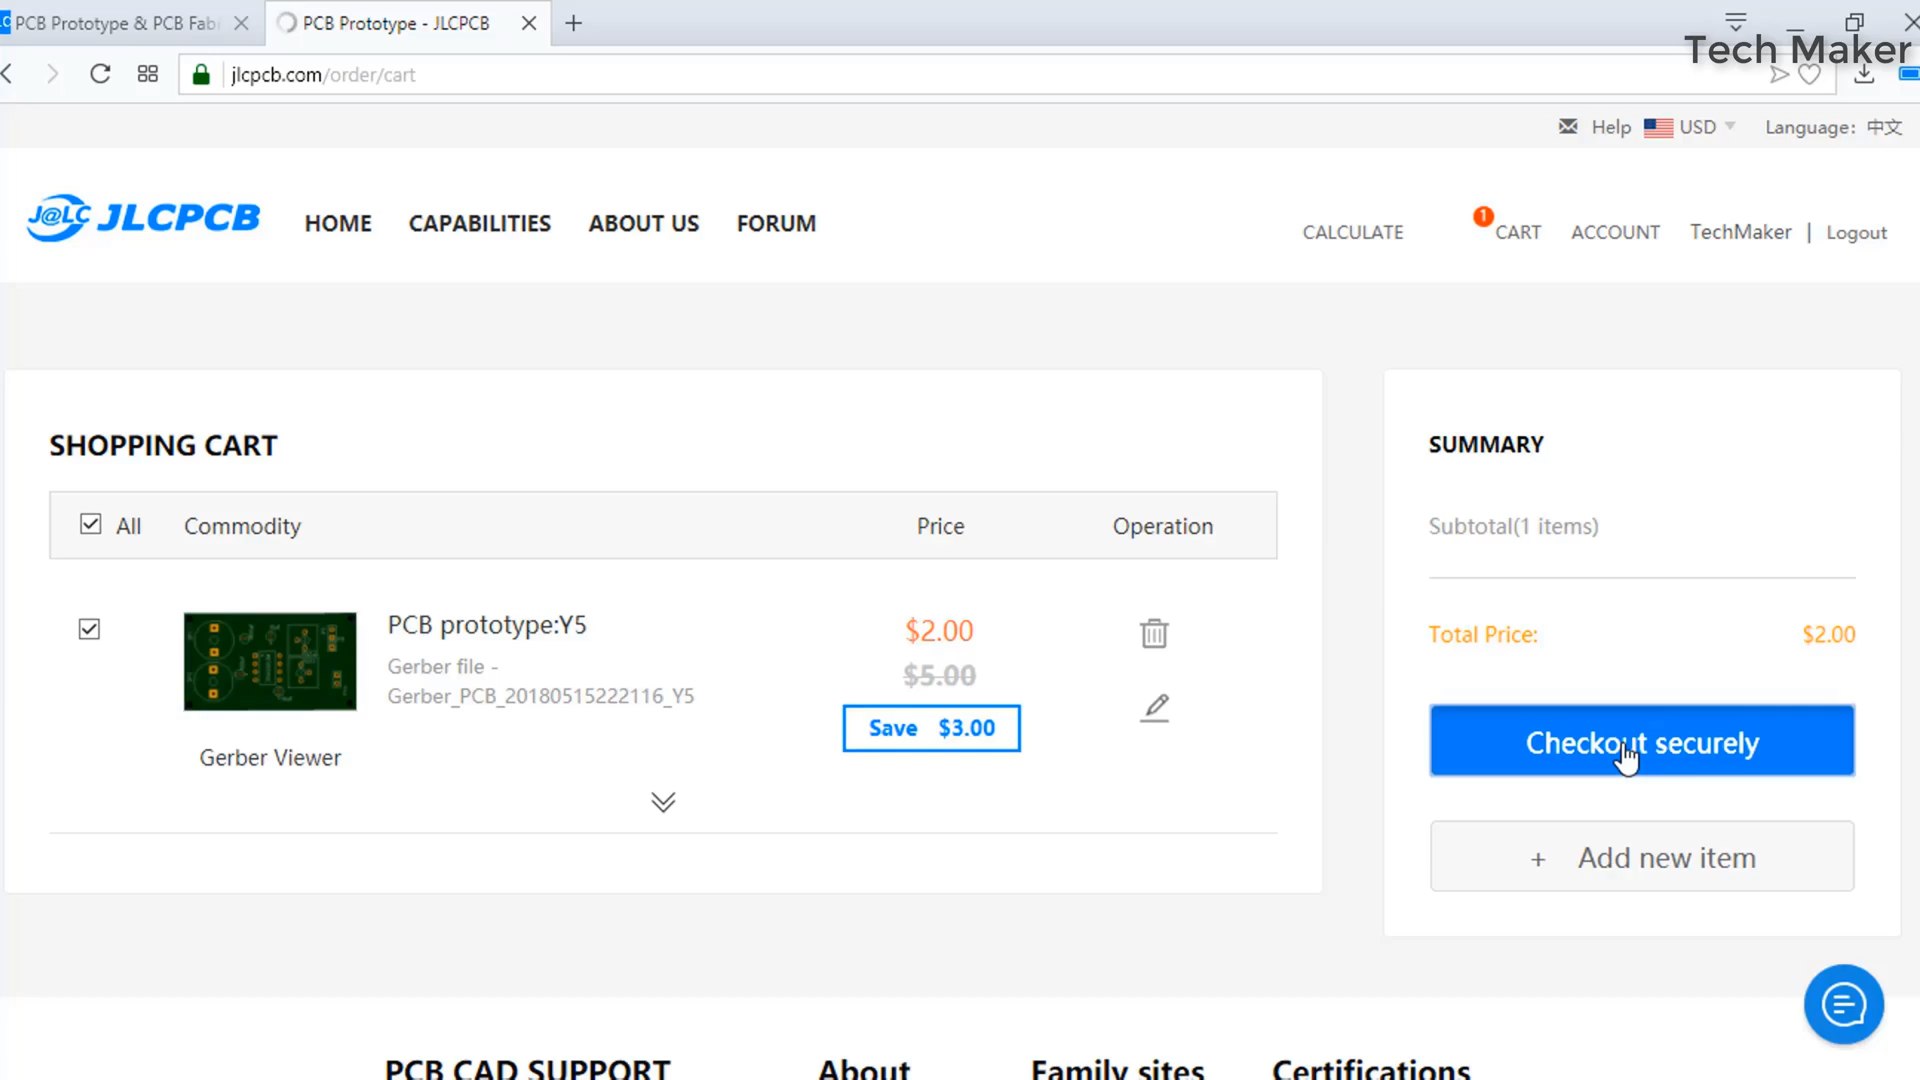 PCB Prototype & PCB Fab
PCB Prototype - JLCPCB
Tech Maker
jlcpcb.com/order/cart
Help
USD
Language: 中文
J@LC JLCPCB
HOME
CAPABILITIES
ABOUT US
FORUM
CALCULATE
1
CART
ACCOUNT
TechMaker | Logout
SHOPPING CART
All
Commodity
Price
Operation
PCB prototype:Y5
Gerber file -
Gerber_PCB_20180515222116_Y5
Gerber Viewer
$2.00
$5.00
Save $3.00
SUMMARY
Subtotal(1 items)
Total Price: $2.00
Checkout securely
+ Add new item
PCB CAD SUPPORT
About
Family sites
Certifications